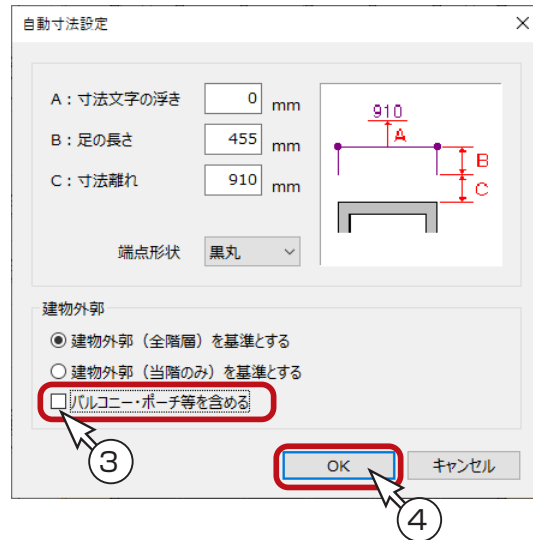 自動寸法設定
A：寸法文字の浮き 0 mm
B：足の長さ 455 mm
C：寸法離れ 910 mm
910
A
B
C
端点形状 黒丸
建物外郭
建物外郭（全階層）を基準とする
建物外郭（当階のみ）を基準とする
バルコニー・ポーチ等を含める
③
OK キャンセル
④